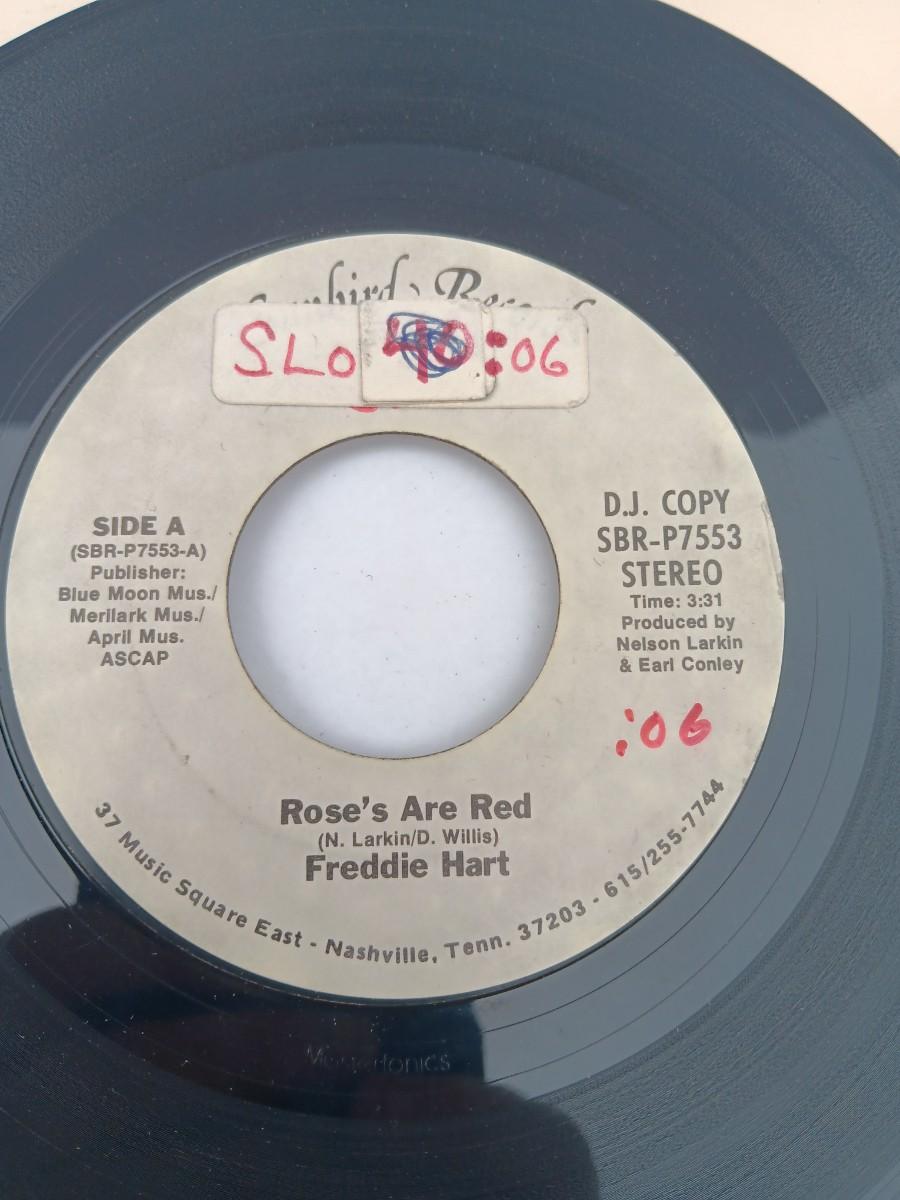 SLO 40:06
SIDE A
(SBR-P7553-A)
Publisher:
Blue Moon Mus./
Merilark Mus./
April Mus.
ASCAP
D.J. COPY
SBR-P7553
STEREO
Time: 3:31
Produced by
Nelson Larkin
& Earl Conley
:06
Rose's Are Red
(N. Larkin/D. Willis)
Freddie Hart
37 Music Square East - Nashville, Tenn. 37203 - 615/255-7744